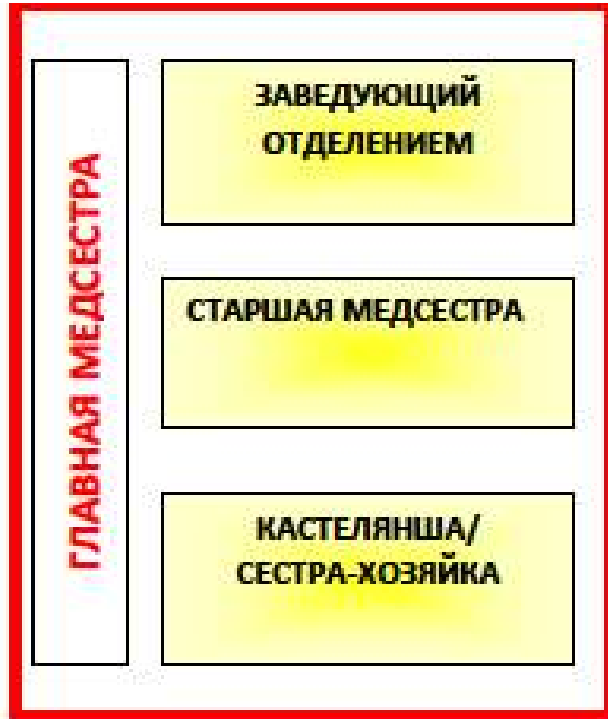 ГЛАВНАЯ МЕДСЕСТРА
ЗАВЕДУЮЩИЙ
ОТДЕЛЕНИЕМ
СТАРШАЯ МЕДСЕСТРА
КАСТЕЛЯНША/
СЕСТРА-ХОЗЯЙКА